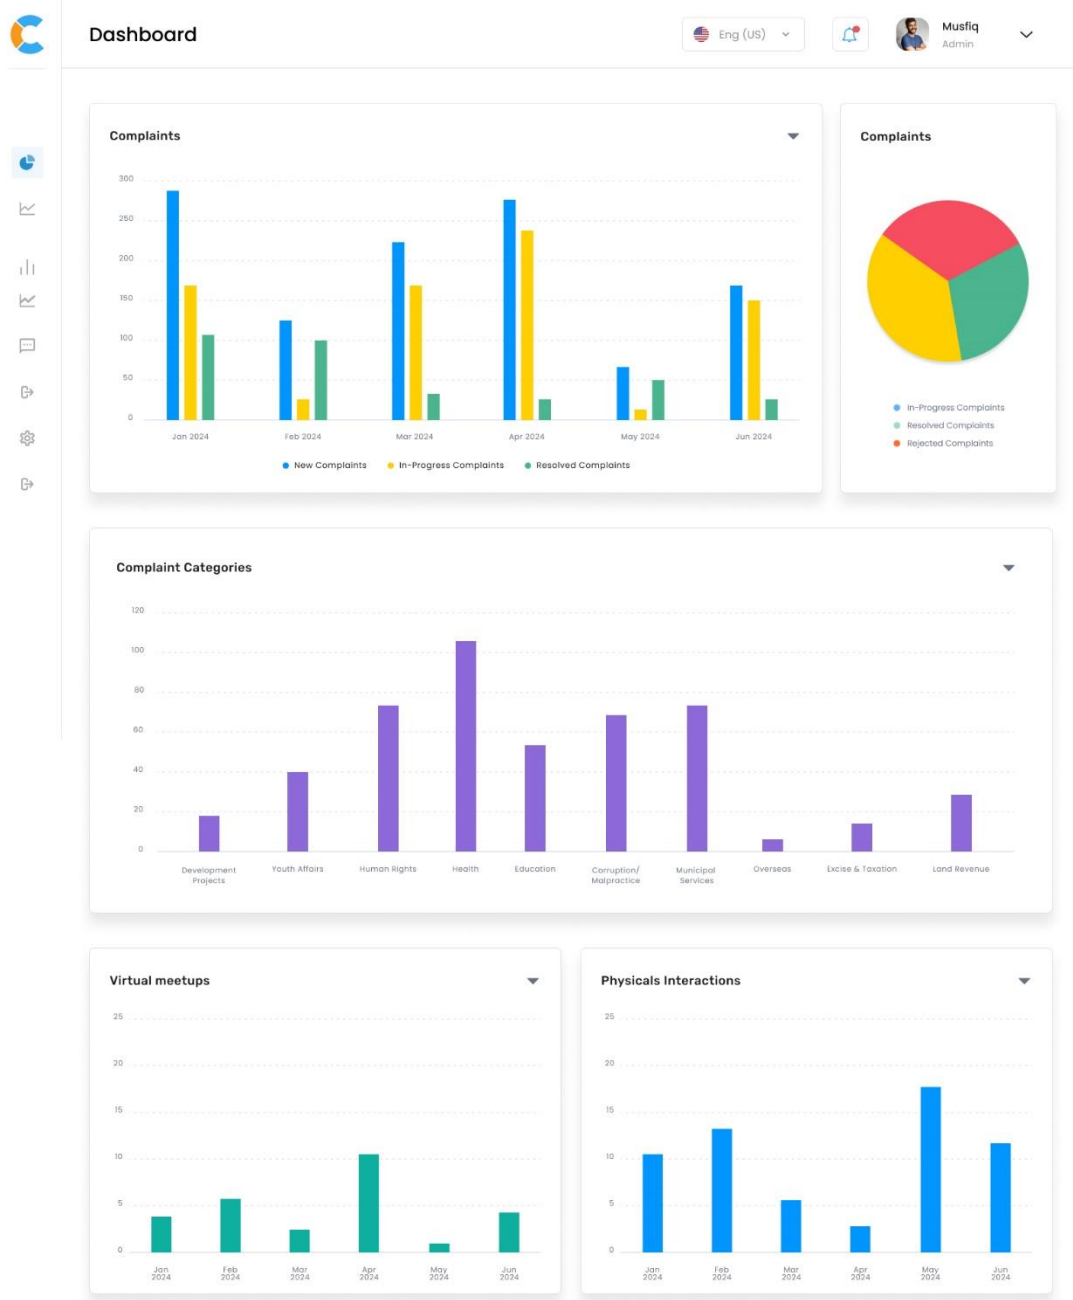 Dashboard
Eng (US)
Musfiq
Admin
Complaints
300
250
200
150
100
50
0
Jan 2024
Feb 2024
Mar 2024
Apr 2024
May 2024
Jun 2024
New Complaints
In-Progress Complaints
Resolved Complaints
Complaints
In-Progress Complaints
Resolved Complaints
Rejected Complaints
Complaint Categories
120
100
80
60
40
20
0
Development
Projects
Youth Affairs
Human Rights
Health
Education
Corruption/
Malpractice
Municipal
Services
Overseas
Excise & Taxation
Land Revenue
Virtual meetups
25
20
15
10
5
0
Jan
2024
Feb
2024
Mar
2024
Apr
2024
May
2024
Jun
2024
Physicals Interactions
25
20
15
10
5
0
Jan
2024
Feb
2024
Mar
2024
Apr
2024
May
2024
Jun
2024